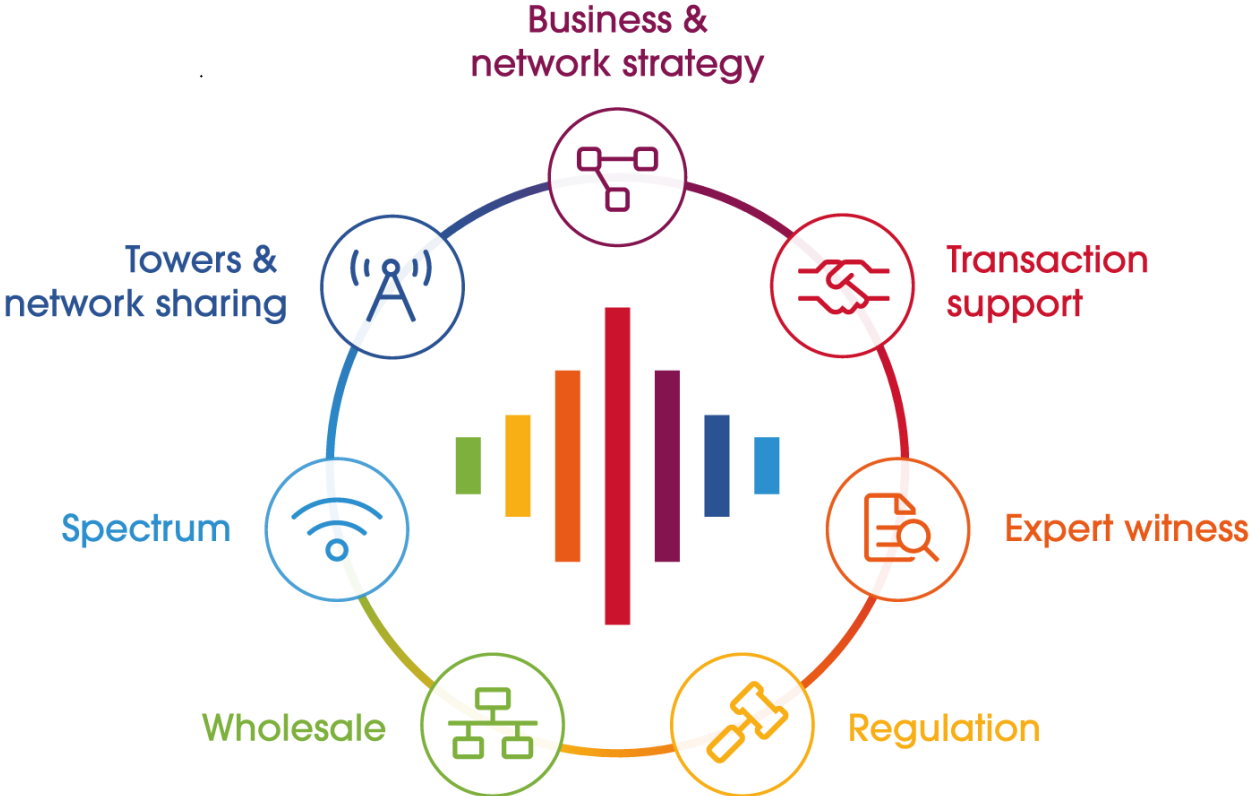 Business &
network strategy
Towers &
network sharing
Transaction
support
Spectrum
Expert witness
Wholesale
Regulation